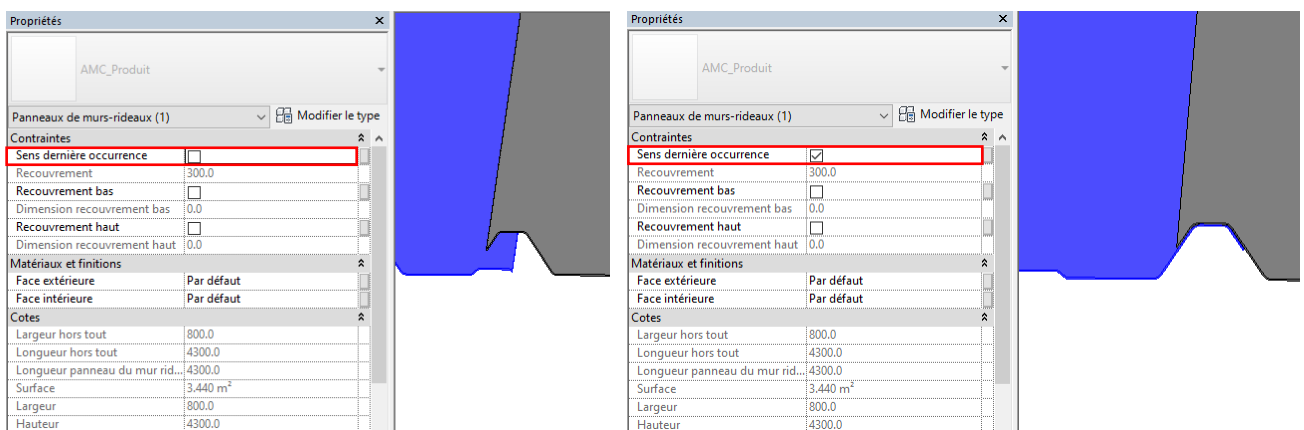 Propriétés
AMC_Produit
Panneaux de murs-rideaux (1) Modifier le type
Contraintes
Sens dernière occurrence
Recouvrement 300.0
Recouvrement bas
Dimension recouvrement bas 0.0
Recouvrement haut
Dimension recouvrement haut 0.0
Matériaux et finitions
Face extérieure Par défaut
Face intérieure Par défaut
Cotes
Largeur hors tout 800.0
Longueur hors tout 4300.0
Longueur panneau du mur rid... 4300.0
Surface 3.440 m²
Largeur 800.0
Hauteur 4300.0
Propriétés
AMC_Produit
Panneaux de murs-rideaux (1) Modifier le type
Contraintes
Sens dernière occurrence
Recouvrement 300.0
Recouvrement bas
Dimension recouvrement bas 0.0
Recouvrement haut
Dimension recouvrement haut 0.0
Matériaux et finitions
Face extérieure Par défaut
Face intérieure Par défaut
Cotes
Largeur hors tout 800.0
Longueur hors tout 4300.0
Longueur panneau du mur rid... 4300.0
Surface 3.440 m²
Largeur 800.0
Hauteur 4300.0